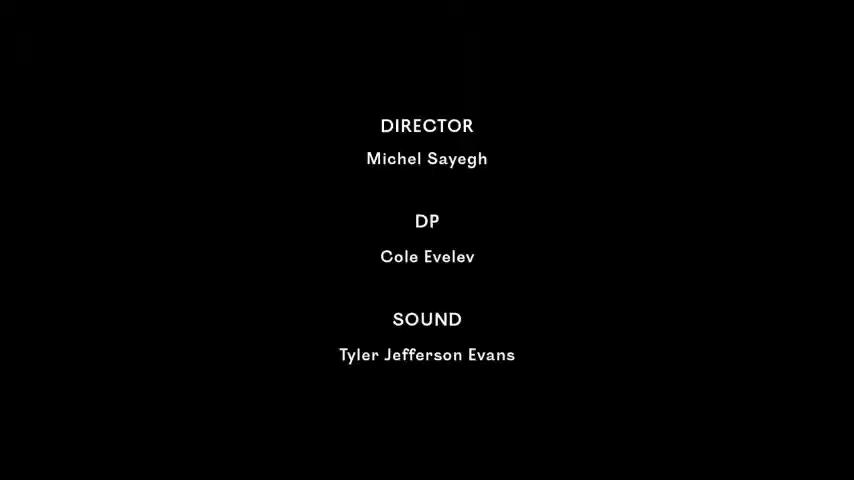 DIRECTOR
Michel Sayegh
DP
Cole Evelev
SOUND
Tyler Jefferson Evans